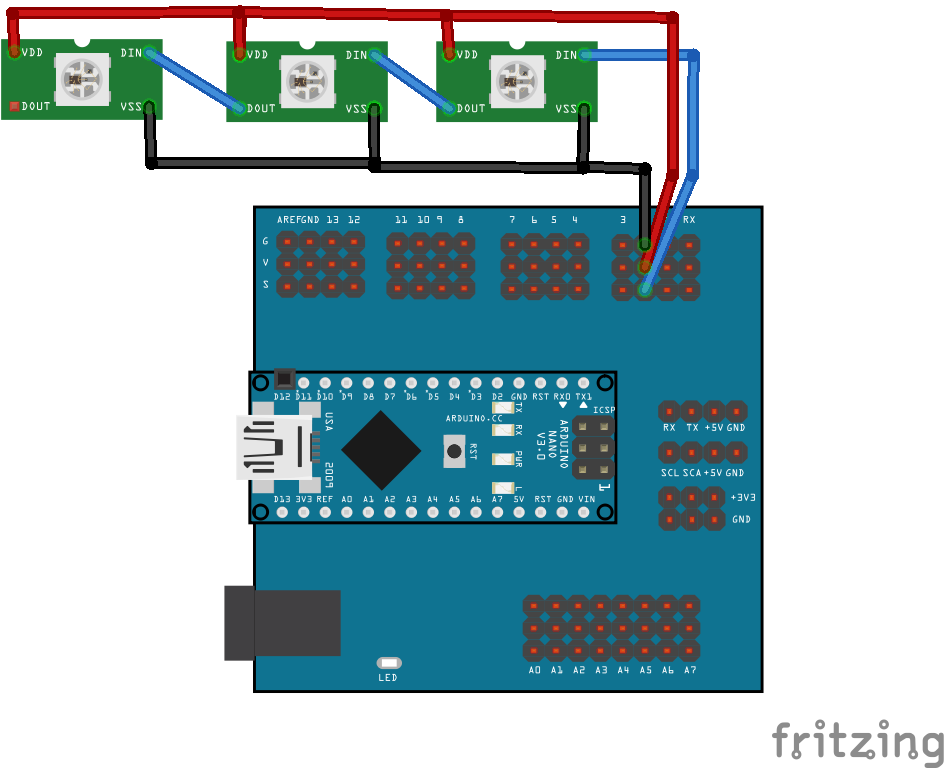 VDD DIN VDD DIN VDD DIN
DOUT VSS DOUT VSS DOUT VSS
AREF GND 13 12 11 10 9 8 7 6 5 4 3 RX
G
V
S
D12 D11 D10 D9 D8 D7 D6 D5 D4 D3 D2 GND RST RX0 TX1
TX
RX
PWR
L
ARDUINO.CC
RST
ARDUINO
NANO
V3.0
ICSP
1
USA
2009
D13 3V3 REF A0 A1 A2 A3 A4 A5 A6 A7 5V RST GND VIN
RX TX +5V GND
SCL SCA +5V GND
+3V3
GND
A0 A1 A2 A3 A4 A5 A6 A7
LED
fritzing